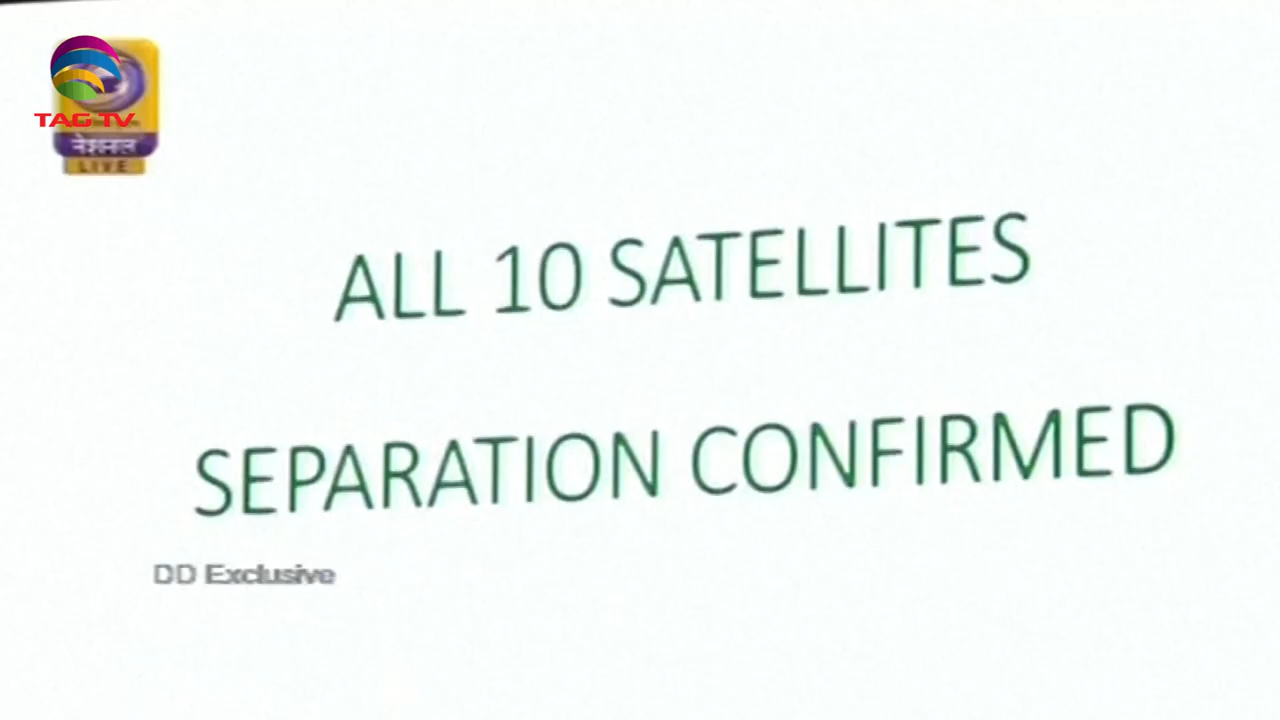 TAG TV
नेशनल
LIVE
ALL 10 SATELLITES
SEPARATION CONFIRMED
DD Exclusive